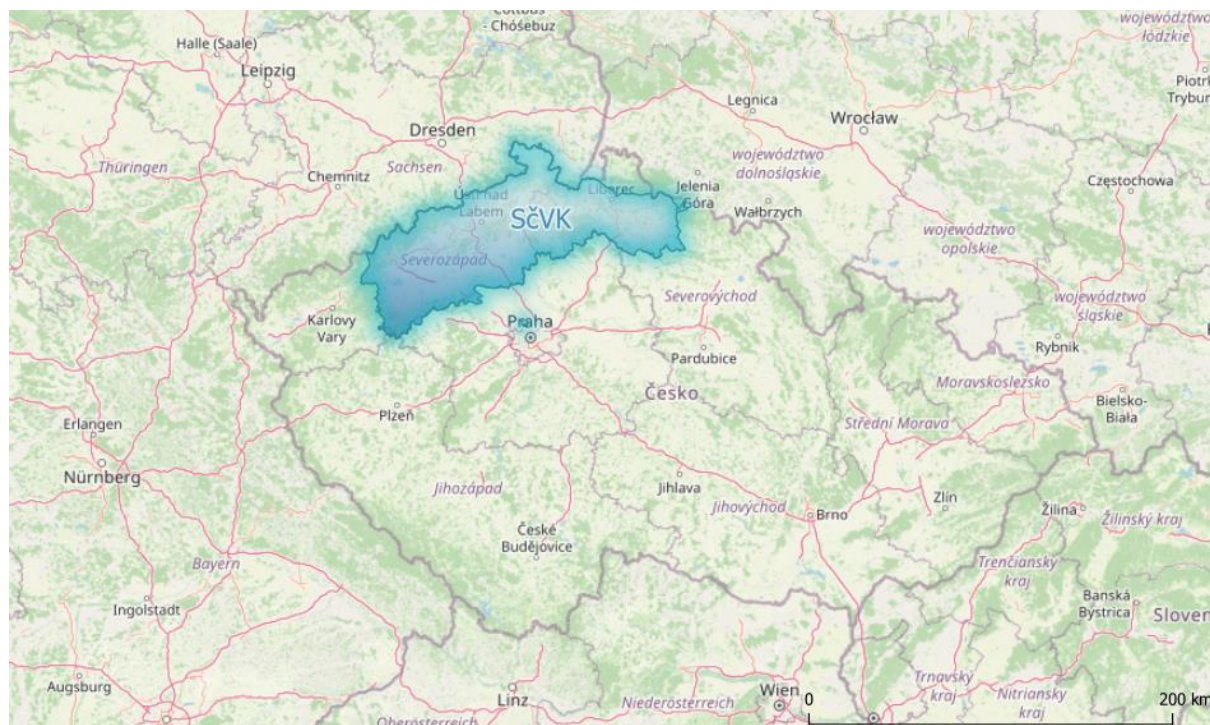 Cottbus
- Chóśebuz
województwo
łódzkie
Halle (Saale)
Leipzig
Piotrk
Trybur
Legnica
Wrocław
Dresden
Thüringen
Sachsen
Chemnitz
województwo
dolnośląskie
Częstochowa
Ústí nad
Labem
Liberec
Jelenia
Góra
Wałbrzych
SčVK
województwo
opolskie
Severozápad
Severovýchod
województwo
śląskie
Karlovy
Vary
Praha
Pardubice
Rybnik
Česko
Moravskoslezsko
Bielsko-
Biała
Plzeň
Erlangen
Střední Morava
Nürnberg
Jihozápad
Jihlava
Jihovýchod
Zlín
Brno
Žilina
Žilinský kraj
České
Budějovice
Bayern
Trenčiansky
kraj
Ingolstadt
Banská
Bystrica
Sloven
Augsburg
Linz
Trnavský
kraj
Nitriansky
kraj
Wien
0
200 km
Niederösterreich
Oberösterreich